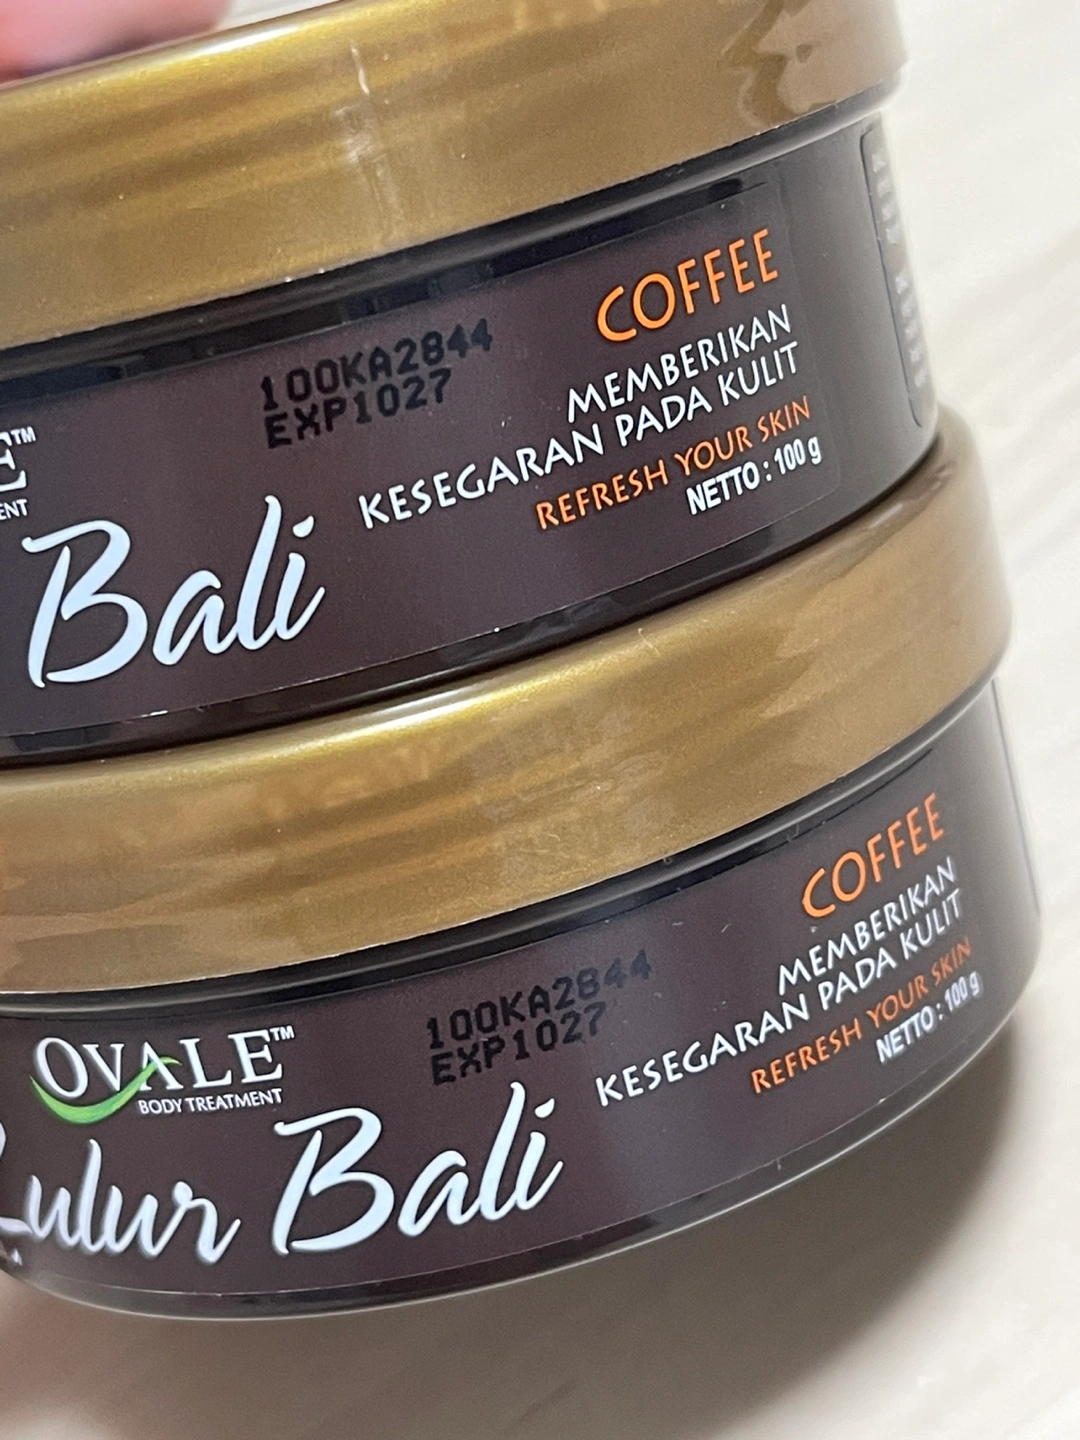 100KA2844
EXP1027
COFFEE
MEMBERIKAN
KESEGARAN PADA KULIT
REFRESH YOUR SKIN
NETTO : 100 g
Bali
OVALE™
BODY TREATMENT
Lulur Bali
100KA2844
EXP1027
COFFEE
MEMBERIKAN
KESEGARAN PADA KULIT
REFRESH YOUR SKIN
NETTO : 100 g